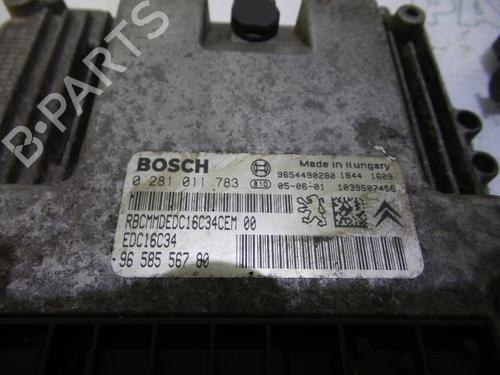 BOSCH
Made in Hungary
0 281 011 783
9654490280 1844 1609
010 05-06-01 1039S07456
RBCMMDEDC16C34CEM 00
EDC16C34
96 585 567 80